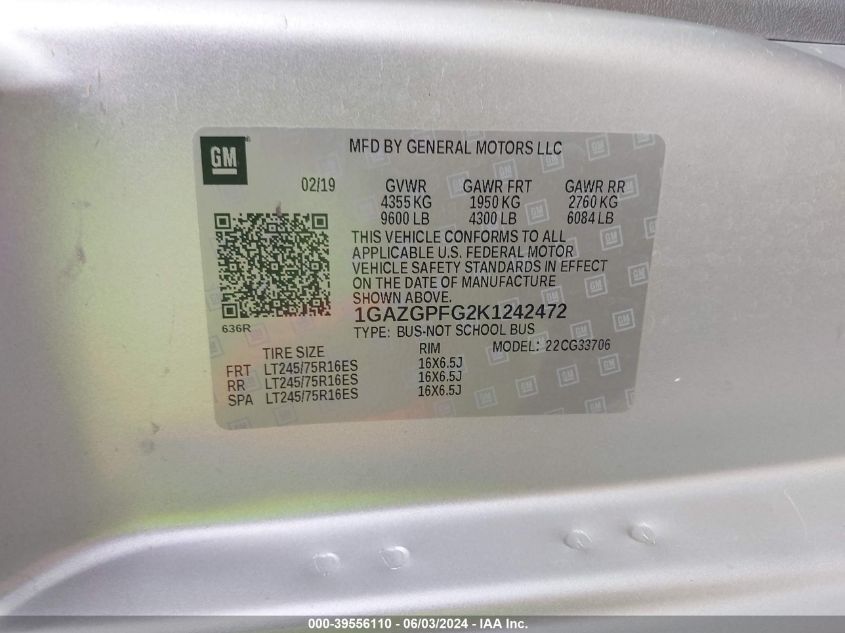 GM
MFD BY GENERAL MOTORS LLC
02/19 GVWR GAWR FRT GAWR RR
4355 KG 1950 KG 2760 KG
9600 LB 4300 LB 6084 LB
THIS VEHICLE CONFORMS TO ALL
APPLICABLE U.S. FEDERAL MOTOR
VEHICLE SAFETY STANDARDS IN EFFECT
ON THE DATE OF MANUFACTURE
SHOWN ABOVE.
636R
1GAZGPFG2K1242472
TYPE: BUS-NOT SCHOOL BUS
TIRE SIZE RIM MODEL: 22CG33706
FRT LT245/75R16ES 16X6.5J
RR LT245/75R16ES 16X6.5J
SPA LT245/75R16ES 16X6.5J
000-39556110 - 06/03/2024 - IAA Inc.